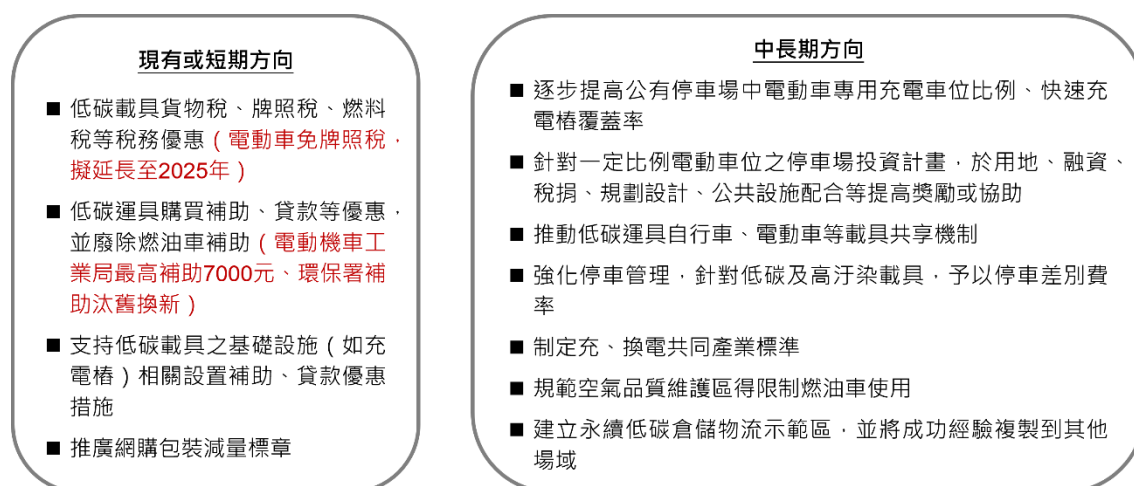 現有或短期方向
■ 低碳載具貨物稅、牌照稅、燃料
稅等稅務優惠（電動車免牌照稅，
擬延長至2025年）
■ 低碳運具購買補助、貸款等優惠，
並廢除燃油車補助（電動機車工
業局最高補助7000元、環保署補
助汰舊換新）
■ 支持低碳載具之基礎設施（如充
電樁）相關設置補助、貸款優惠
措施
■ 推廣網購包裝減量標章
中長期方向
■ 逐步提高公有停車場中電動車專用充電車位比例、快速充
電樁覆蓋率
■ 針對一定比例電動車位之停車場投資計畫，於用地、融資、
稅捐、規劃設計、公共設施配合等提高獎勵或協助
■ 推動低碳運具自行車、電動車等載具共享機制
■ 強化停車管理，針對低碳及高汙染載具，予以停車差別費
率
■ 制定充、換電共同產業標準
■ 規範空氣品質維護區得限制燃油車使用
■ 建立永續低碳倉儲物流示範區，並將成功經驗複製到其他
場域